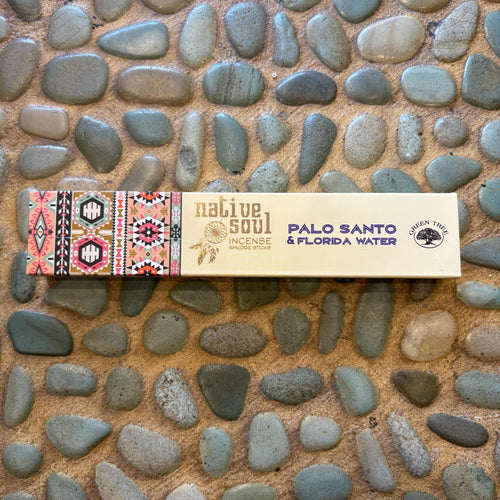 native
soul
INCENSE
SMUDGE STICKS
PALO SANTO
& FLORIDA WATER
GREEN TREE